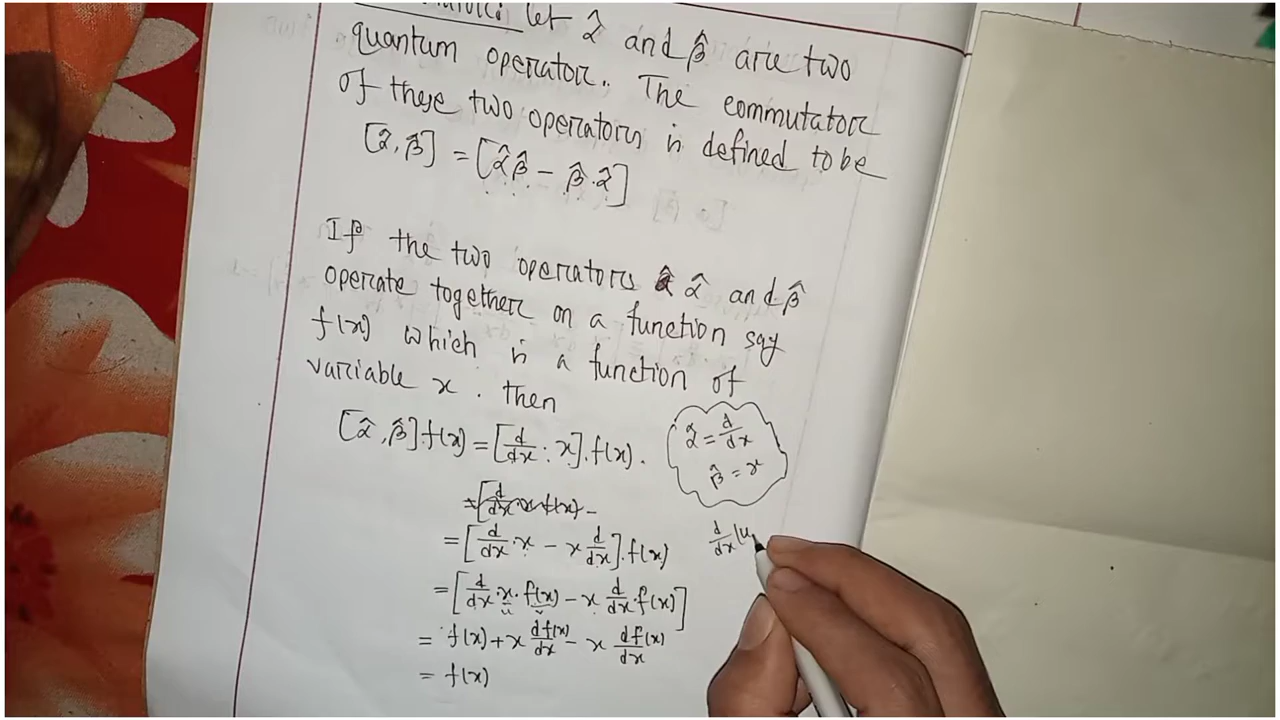 let α̂ and β̂ are two
quantum operator. The commutator
of these two operators is defined to be
[α̂, β̂] = [α̂β̂ - β̂.α̂]
If the two operators α̂ and β̂
operate together on a function say
f(x) which is a function of
variable x. then
[α̂, β̂].f(x) = [d/dx : x].f(x).
α̂ = d/dx
β̂ = x
= [d/dx · x f(x) -
= [d/dx · x - x d/dx].f(x)
d/dx (u
= [d/dx · x · f(x) - x d/dx · f(x)]
u v
= f(x) + x df(x)/dx - x df(x)/dx
= f(x)